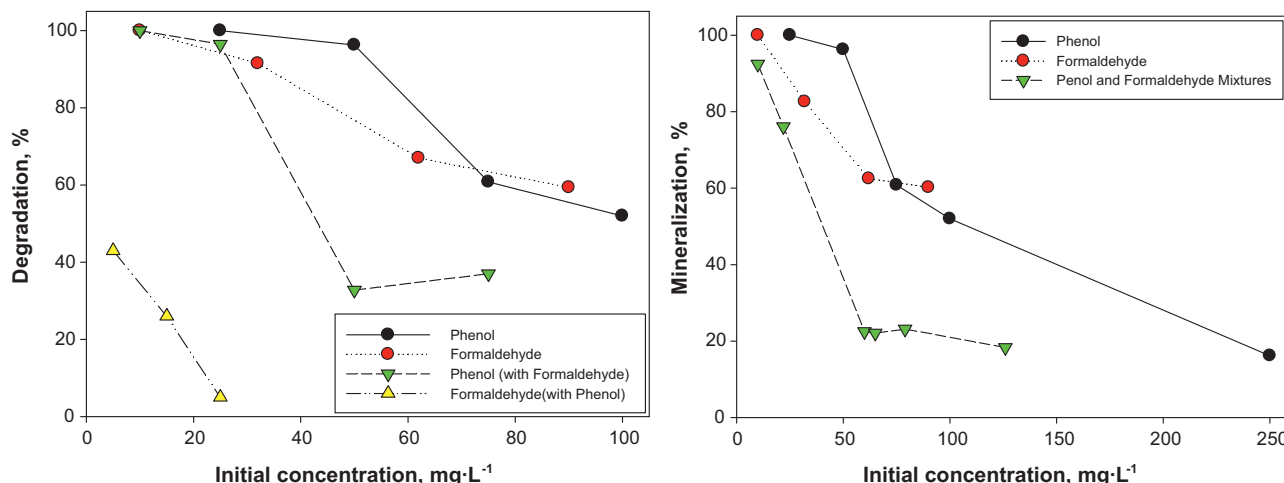 100
80
60
40
20
0
Degradation, %
0 20 40 60 80 100
Initial concentration, mg·L-1
Phenol
Formaldehyde
Phenol (with Formaldehyde)
Formaldehyde(with Phenol)
100
80
60
40
20
0
Mineralization, %
0 50 100 150 200 250
Initial concentration, mg·L-1
Phenol
Formaldehyde
Penol and Formaldehyde Mixtures